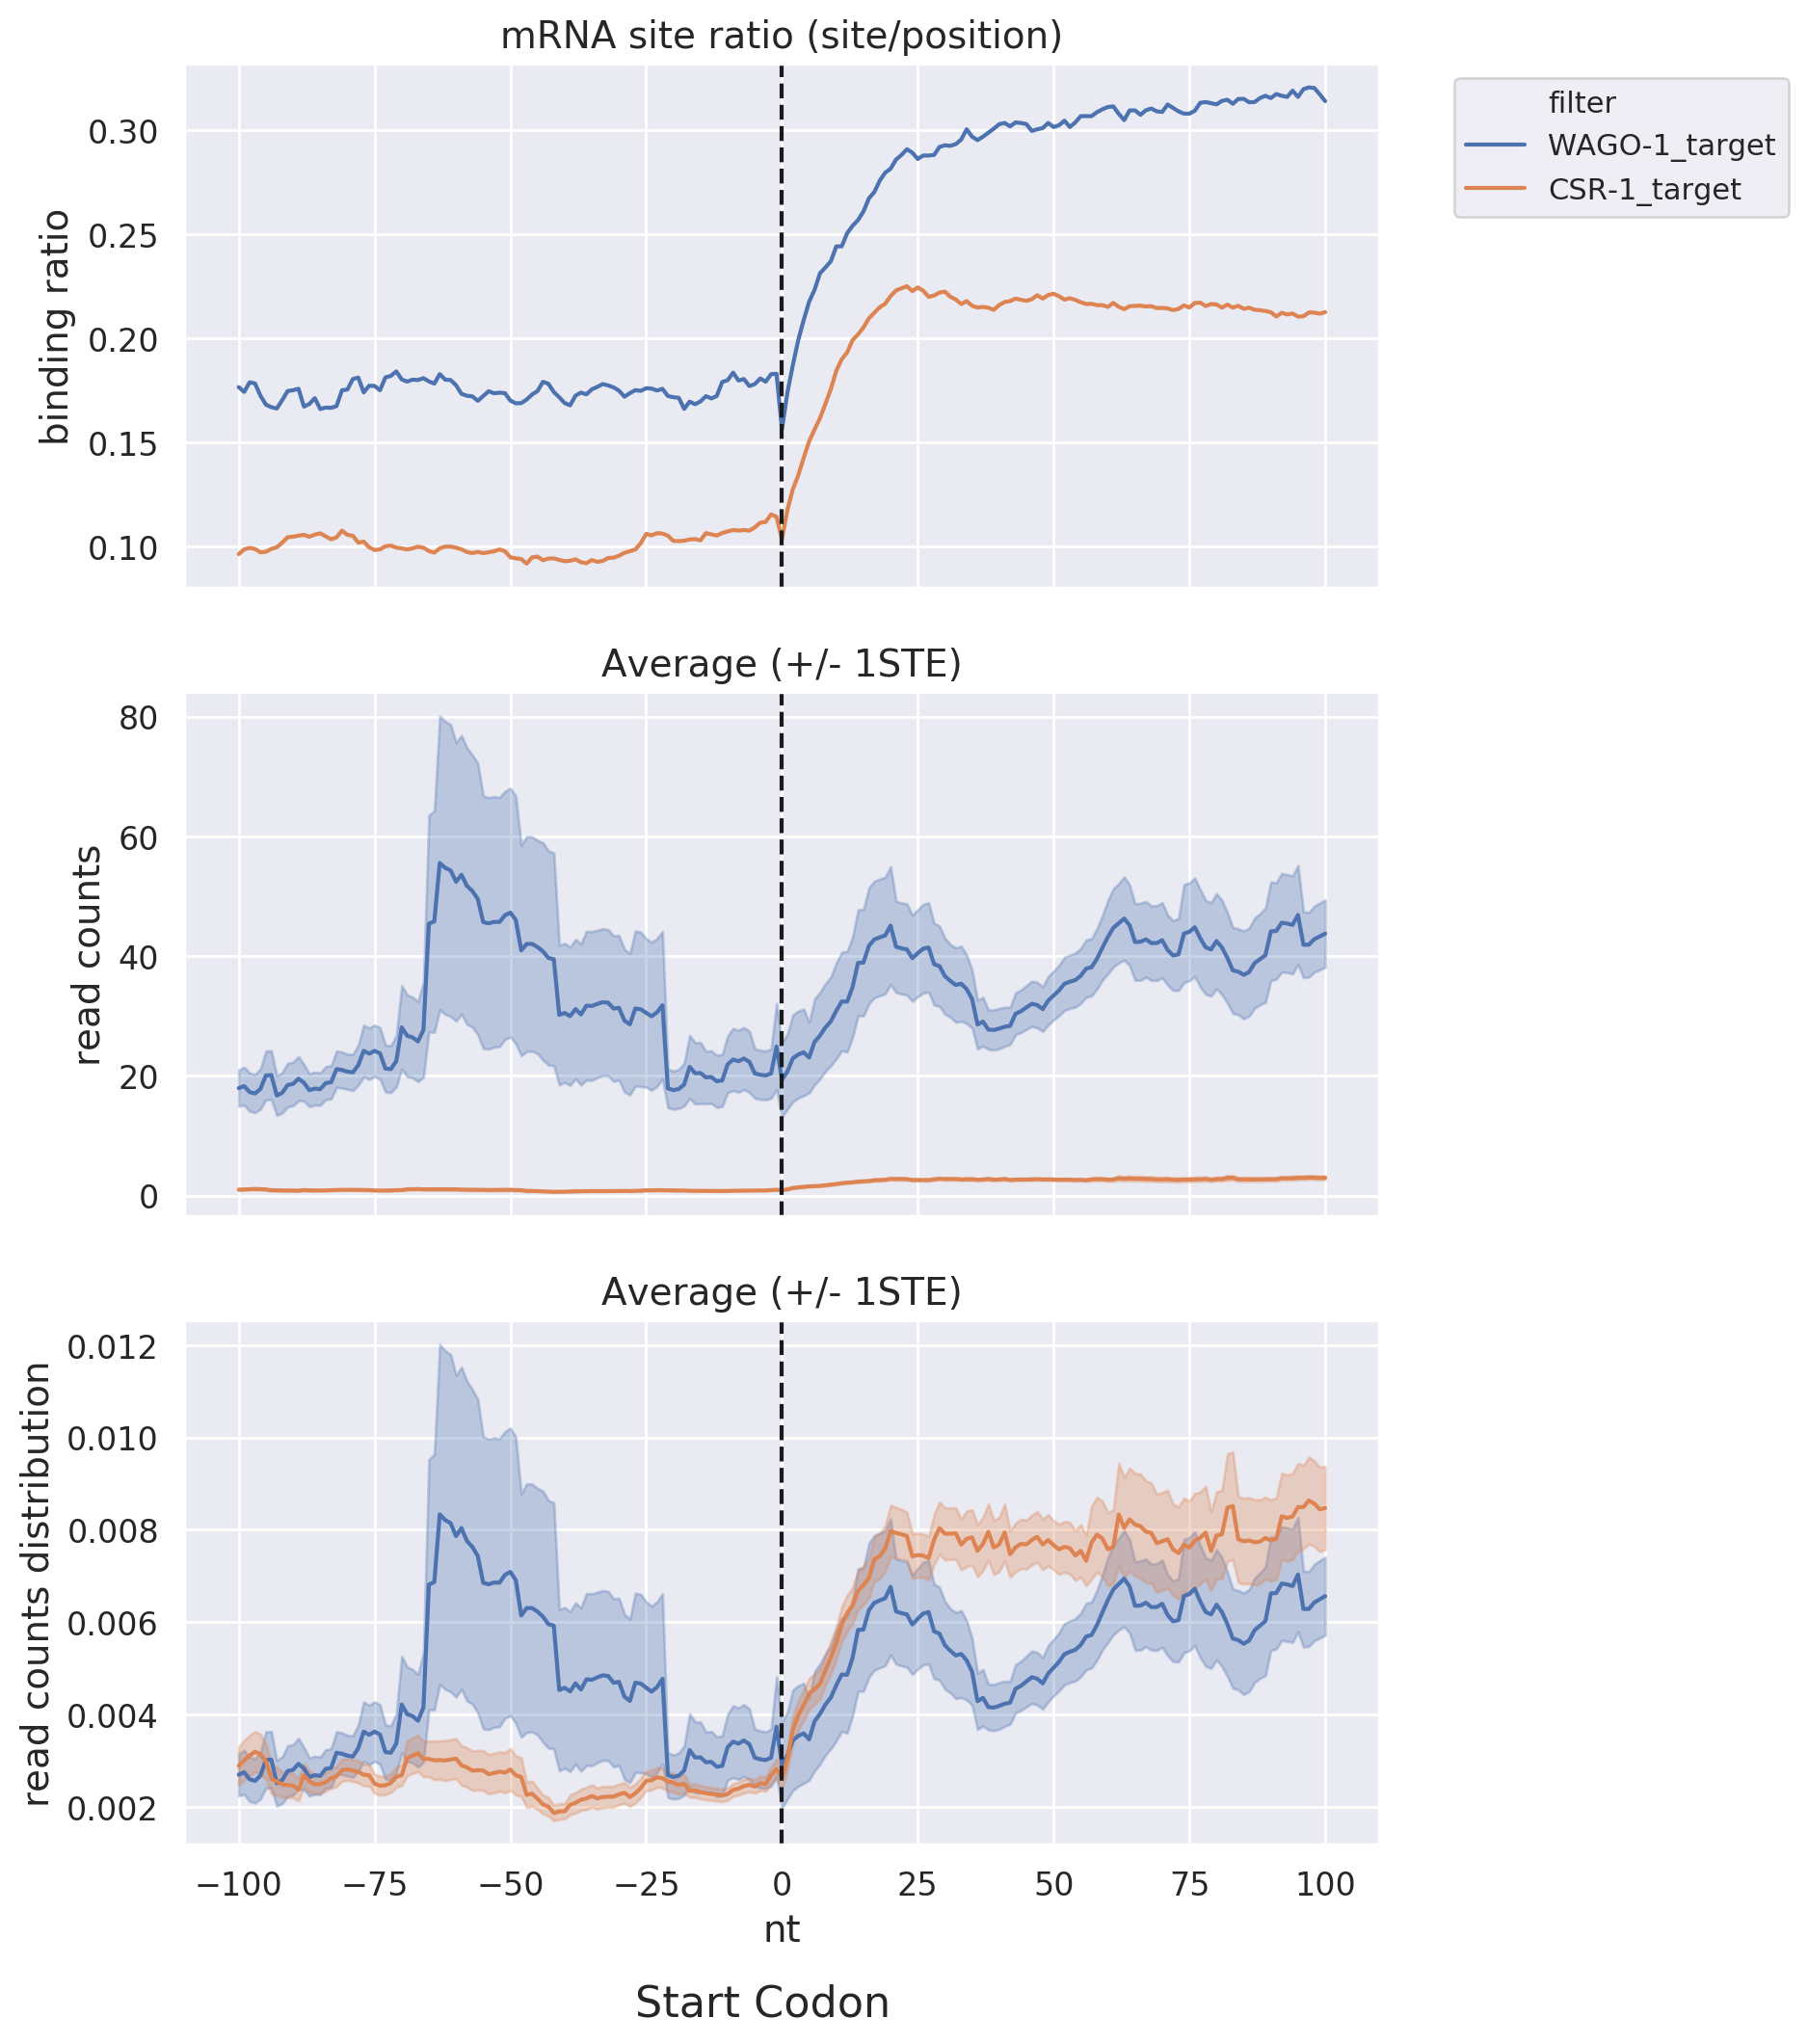 mRNA site ratio (site/position)
binding ratio
0.30
0.25
0.20
0.15
0.10
filter
WAGO-1_target
CSR-1_target
Average (+/- 1STE)
read counts
80
60
40
20
0
Average (+/- 1STE)
read counts distribution
0.012
0.010
0.008
0.006
0.004
0.002
−100 −75 −50 −25 0 25 50 75 100
nt
Start Codon